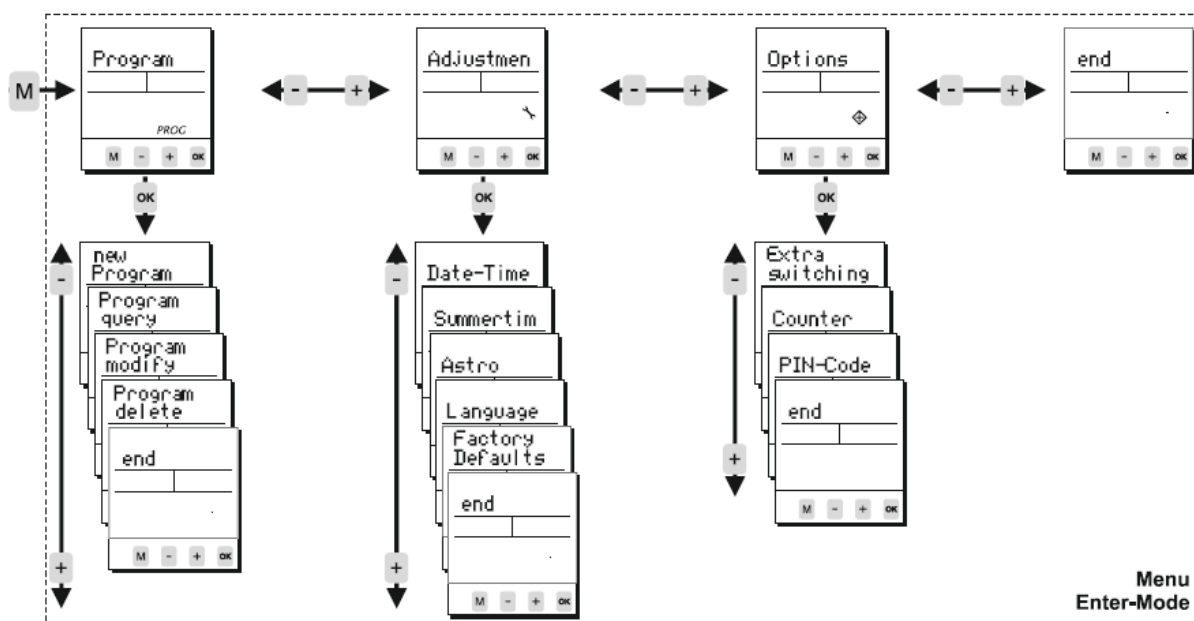 Program
PROG
M - + OK
M
- +
Adjustmen
M - + OK
- +
Options
M - + OK
- +
end
M - + OK
OK
OK
OK
-
new
Program
Program
query
Program
modify
Program
delete
end
M - + OK
+
-
Date-Time
Summertim
Astro
Language
Factory
Defaults
end
M - + OK
+
-
Extra
switching
Counter
PIN-Code
end
M - + OK
+
Menu
Enter-Mode